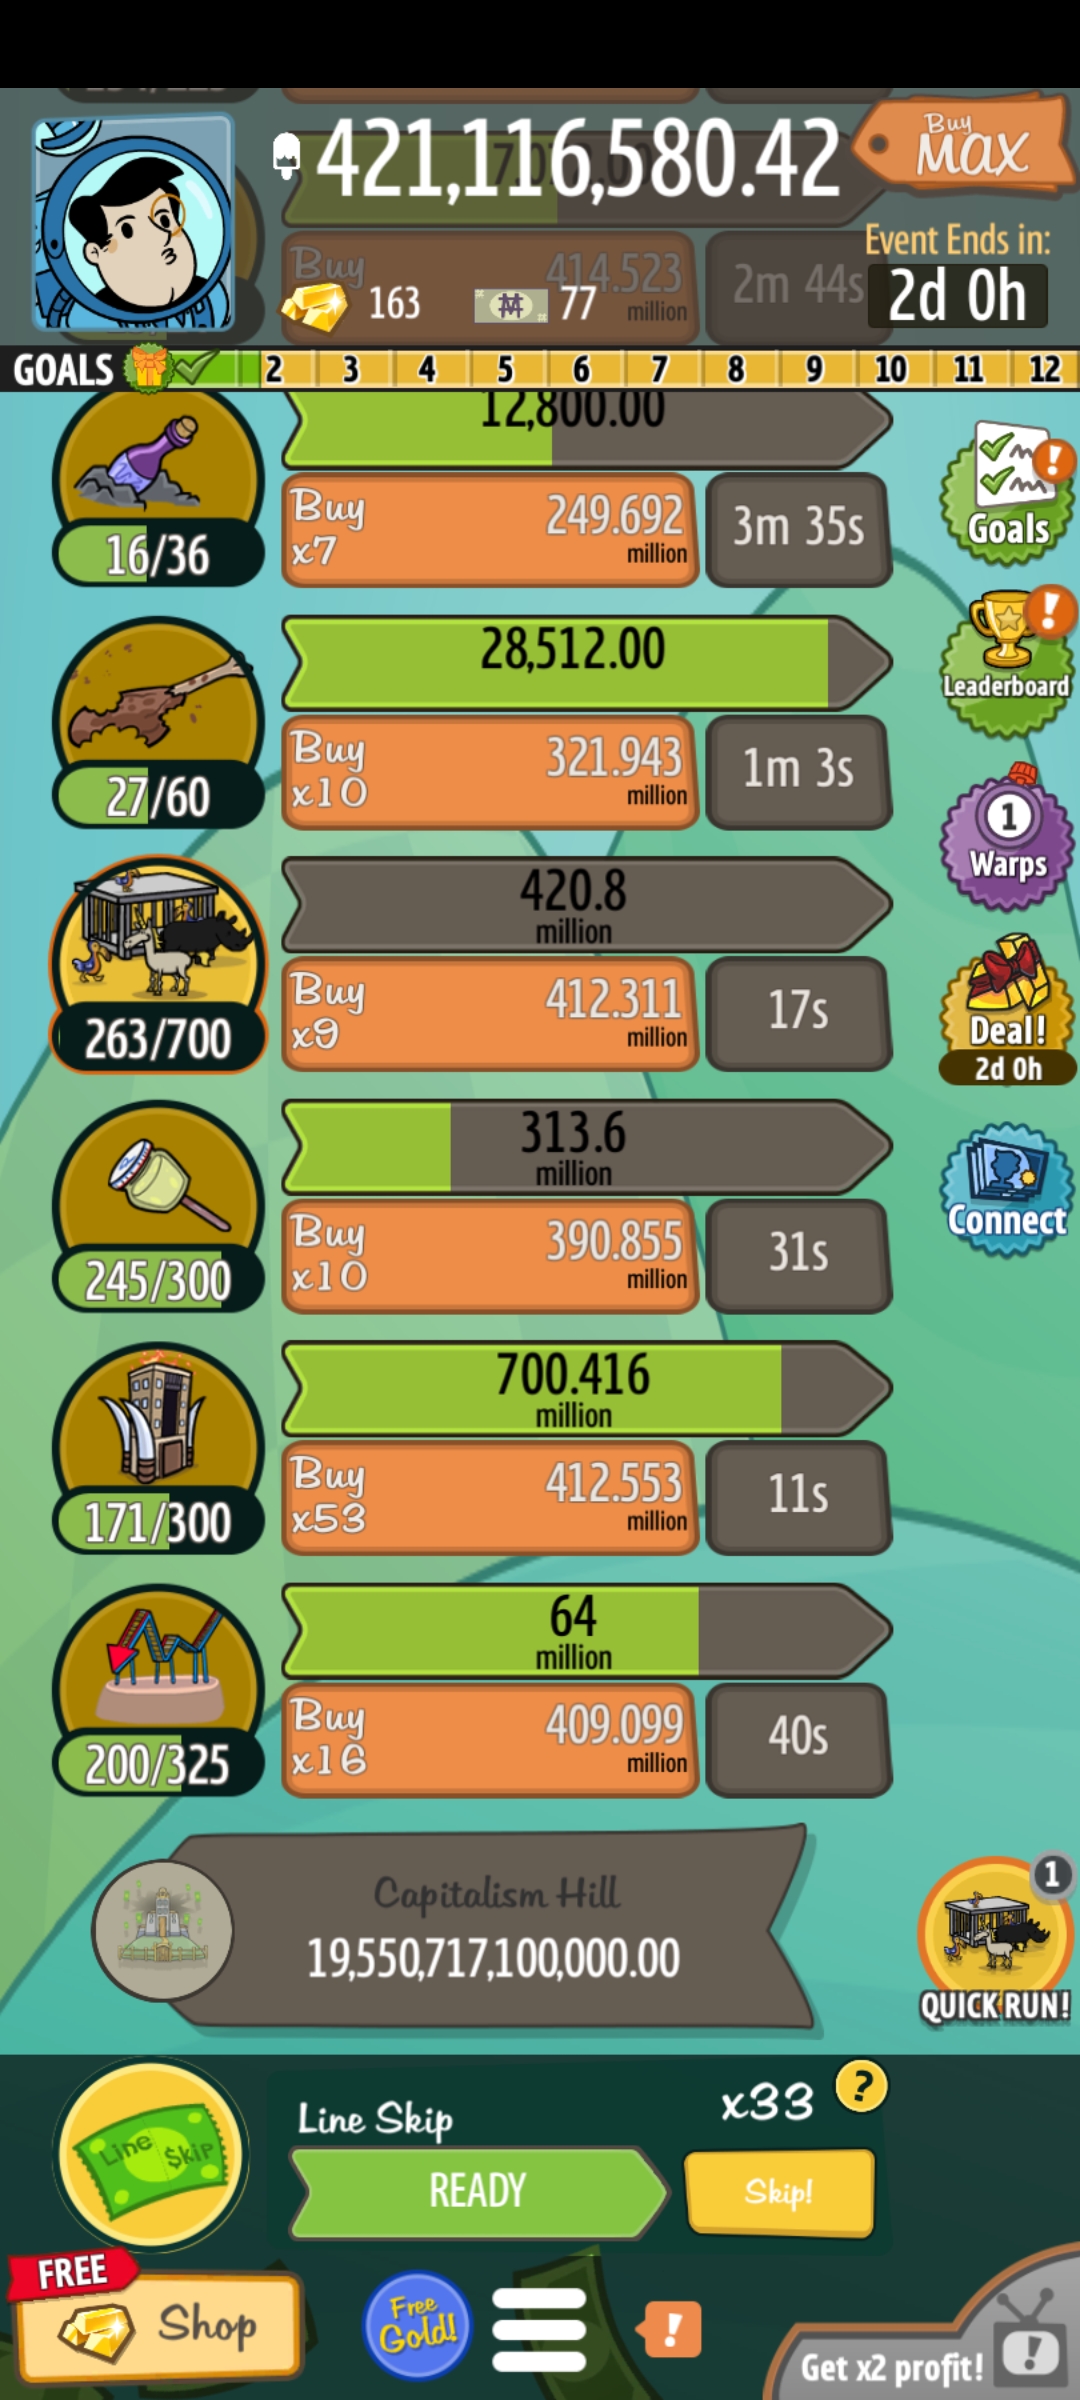 421,116,580.42
Buy
MAX
Buy
414.523
million
2m 44s
Event Ends in:
2d 0h
163
77
GOALS
2 3 4 5 6 7 8 9 10 11 12
12,800.00
16/36
Buy
x7
249.692
million
3m 35s
Goals
28,512.00
27/60
Buy
x10
321.943
million
1m 3s
Leaderboard
1
Warps
420.8
million
263/700
Buy
x9
412.311
million
17s
Deal!
2d 0h
313.6
million
245/300
Buy
x10
390.855
million
31s
Connect
700.416
million
171/300
Buy
x53
412.553
million
11s
64
million
200/325
Buy
x16
409.099
million
40s
Capitalism Hill
19,550,717,100,000.00
1
QUICK RUN!
Line $kip
Line Skip
x33
?
READY
Skip!
FREE
Shop
Free
Gold!
!
Get x2 profit!
!